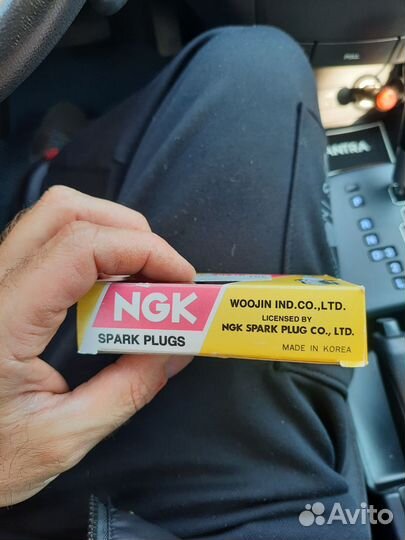 PULL
ANTRA
NGK
SPARK PLUGS
WOOJIN IND.CO.,LTD.
LICENSED BY
NGK SPARK PLUG CO., LTD.
MADE IN KOREA
Avito